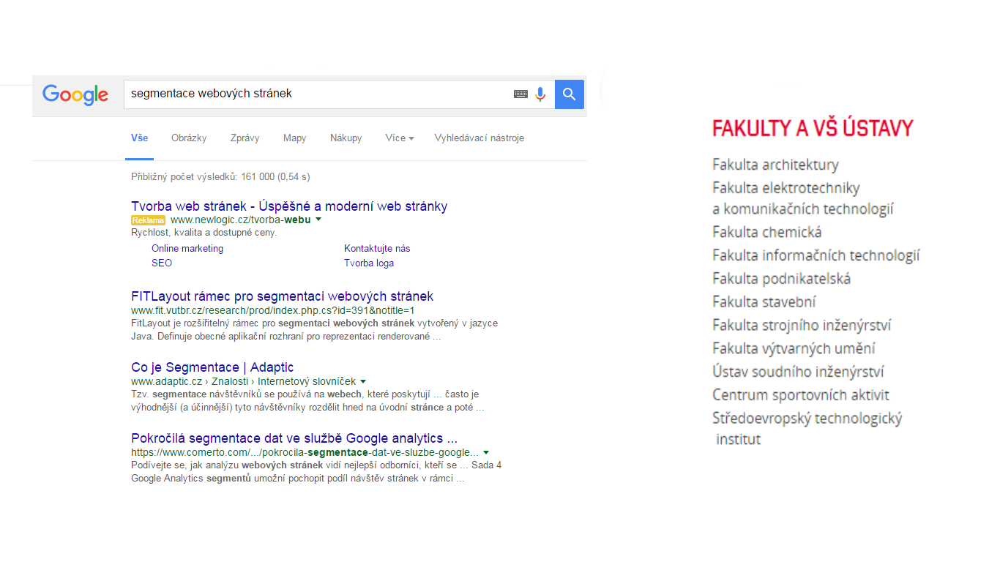 Google
segmentace webových stránek
Vše Obrázky Zprávy Mapy Nákupy Více Vyhledávací nástroje
Přibližný počet výsledků: 161 000 (0,54 s)
Tvorba web stránek - Úspěšné a moderní web stránky
Reklama www.newlogic.cz/tvorba-webu
Rychlost, kvalita a dostupné ceny.
Online marketing Kontaktujte nás
SEO Tvorba loga
FITLayout rámec pro segmentaci webových stránek
www.fit.vutbr.cz/research/prod/index.php.cs?id=391&notitle=1
FitLayout je rozšiřitelný rámec pro segmentaci webových stránek vytvořený v jazyce
Java. Definuje obecné aplikační rozhraní pro reprezentaci renderované ...
Co je Segmentace | Adaptic
www.adaptic.cz › Znalosti › Internetový slovníček
Tzv. segmentace návštěvníků se používá na webech, které poskytují ... často je
výhodnější (a účinnější) tyto návštěvníky rozdělit hned na úvodní stránce a poté ...
Pokročilá segmentace dat ve službě Google analytics ...
https://www.comerto.com/.../pokrocila-segmentace-dat-ve-sluzbe-google...
Podívejte se, jak analýzu webových stránek vidí nejlepší odborníci, kteří se ... Sada 4
Google Analytics segmentů umožní pochopit podíl návštěv stránek v rámci ...
FAKULTY A VŠ ÚSTAVY
Fakulta architektury
Fakulta elektrotechniky
a komunikačních technologií
Fakulta chemická
Fakulta informačních technologií
Fakulta podnikatelská
Fakulta stavební
Fakulta strojního inženýrství
Fakulta výtvarných umění
Ústav soudního inženýrství
Centrum sportovních aktivit
Středoevropský technologický
institut